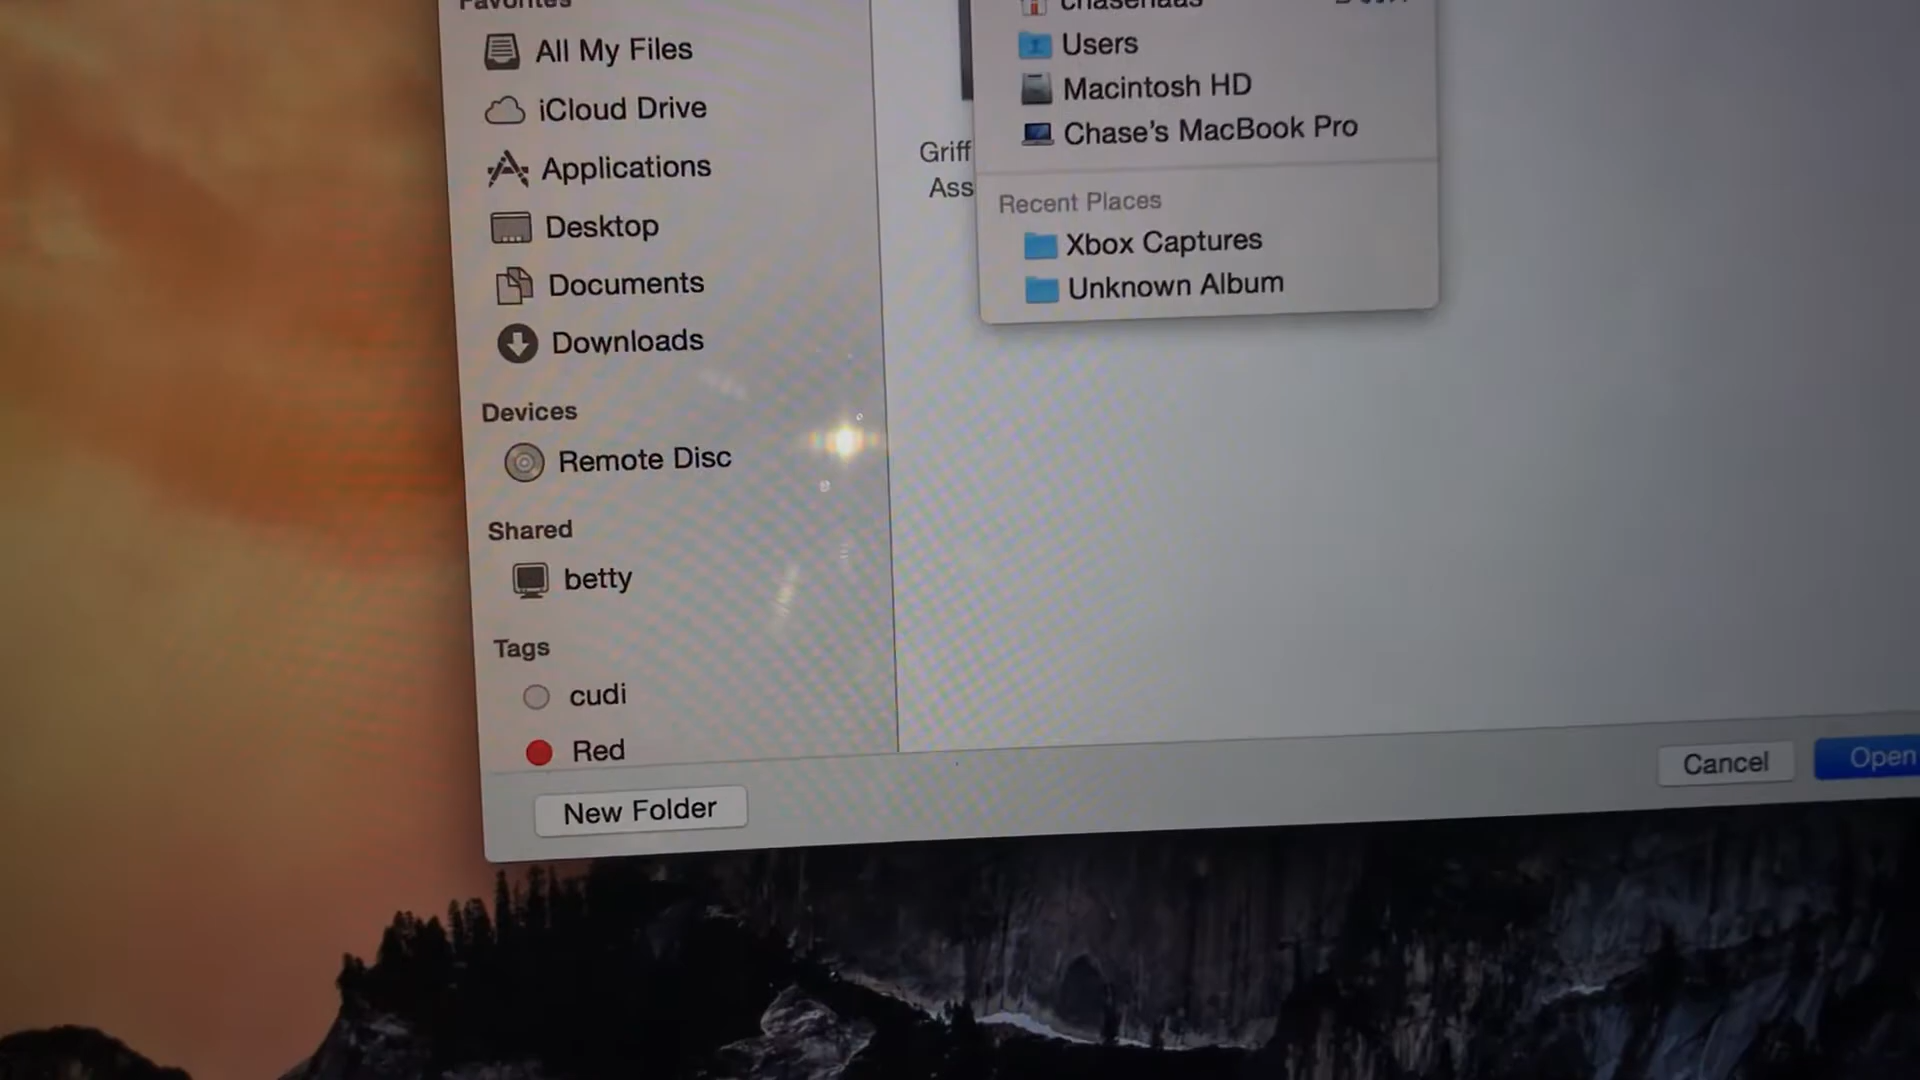 Favorites
All My Files
iCloud Drive
Applications
Desktop
Documents
Downloads
Devices
Remote Disc
Shared
betty
Tags
cudi
Red
New Folder
chasehaas
Users
Macintosh HD
Chase's MacBook Pro
Recent Places
Xbox Captures
Unknown Album
Griff
Ass
Cancel
Open